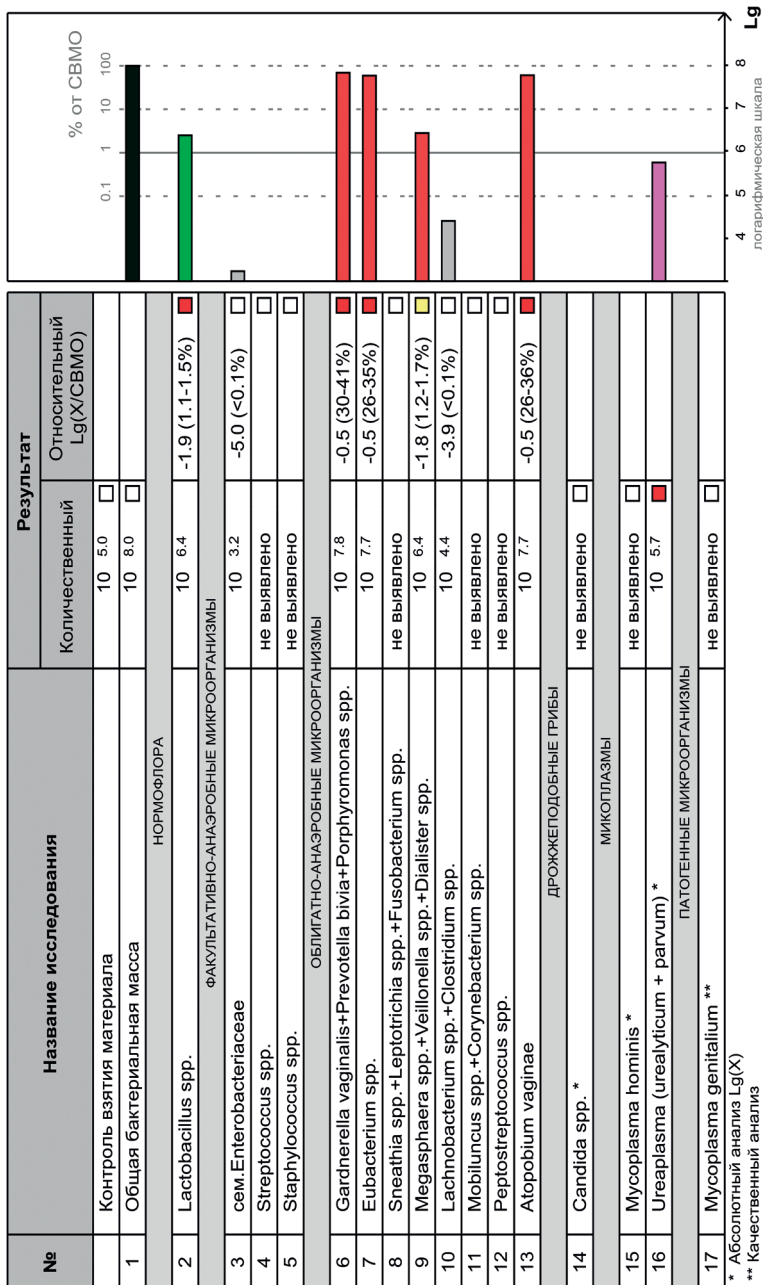 № Название исследования Результат
Количественный Относительный Lg(X/СВМО)
Контроль взятия материала 10 5.0
1 Общая бактериальная масса 10 8.0
НОРМОФЛОРА
2 Lactobacillus spp. 10 6.4 -1.9 (1.1-1.5%)
ФАКУЛЬТАТИВНО-АНАЭРОБНЫЕ МИКРООРГАНИЗМЫ
3 сем.Enterobacteriaceae 10 3.2 -5.0 (<0.1%)
4 Streptococcus spp. не выявлено
5 Staphylococcus spp. не выявлено
ОБЛИГАТНО-АНАЭРОБНЫЕ МИКРООРГАНИЗМЫ
6 Gardnerella vaginalis+Prevotella bivia+Porphyromonas spp. 10 7.8 -0.5 (30-41%)
7 Eubacterium spp. 10 7.7 -0.5 (26-35%)
8 Sneathia spp.+Leptotrichia spp.+Fusobacterium spp. не выявлено
9 Megasphaera spp.+Veillonella spp.+Dialister spp. 10 6.4 -1.8 (1.2-1.7%)
10 Lachnobacterium spp.+Clostridium spp. 10 4.4 -3.9 (<0.1%)
11 Mobiluncus spp.+Corynebacterium spp. не выявлено
12 Peptostreptococcus spp. не выявлено
13 Atopobium vaginae 10 7.7 -0.5 (26-36%)
ДРОЖЖЕПОДОБНЫЕ ГРИБЫ
14 Candida spp. * не выявлено
МИКОПЛАЗМЫ
15 Mycoplasma hominis * не выявлено
16 Ureaplasma (urealyticum + parvum) * 10 5.7
ПАТОГЕННЫЕ МИКРООРГАНИЗМЫ
17 Mycoplasma genitalium ** не выявлено
* Абсолютный анализ Lg(X)
** Качественный анализ
% от СВМО
0.1 1 10 100
4 5 6 7 8 Lg
логарифмическая шкала